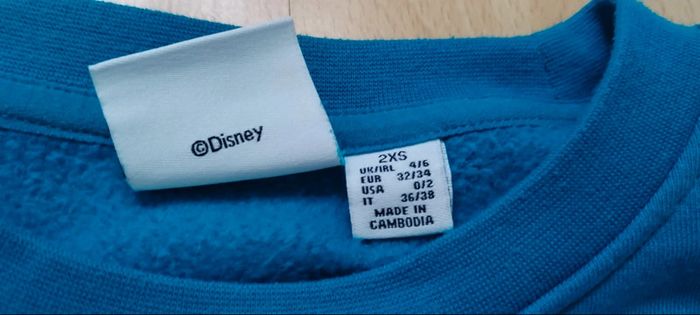 ©Disney
2XS
UK/IRL 4/6
EUR 32/34
USA 0/2
IT 36/38
MADE IN
CAMBODIA